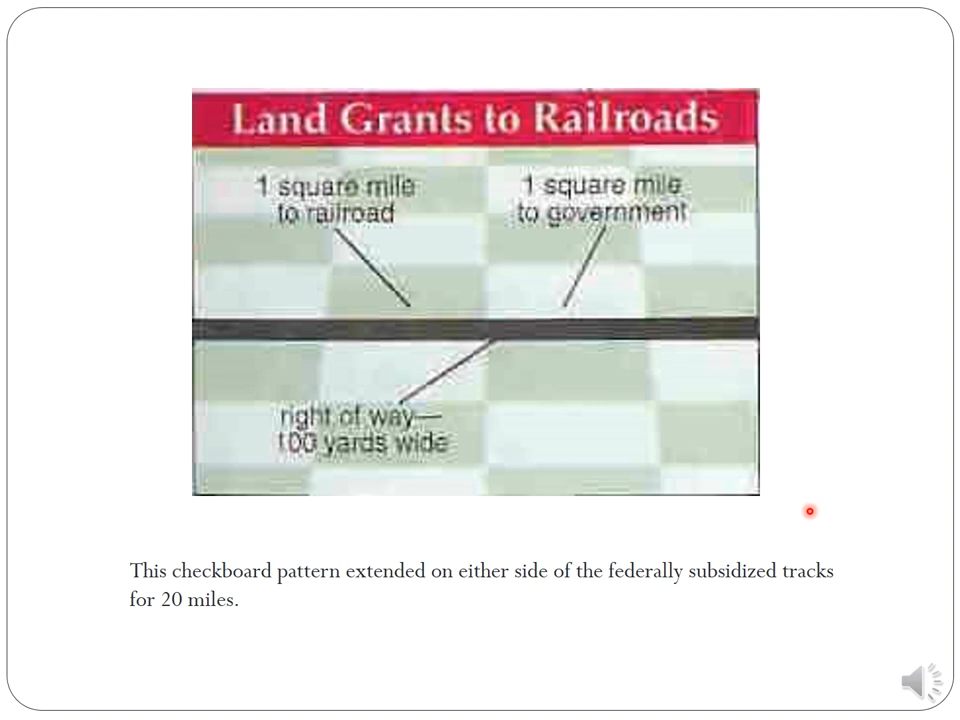 Land Grants to Railroads
1 square mile
to railroad
1 square mile
to government
right of way—
100 yards wide
This checkboard pattern extended on either side of the federally subsidized tracks
for 20 miles.